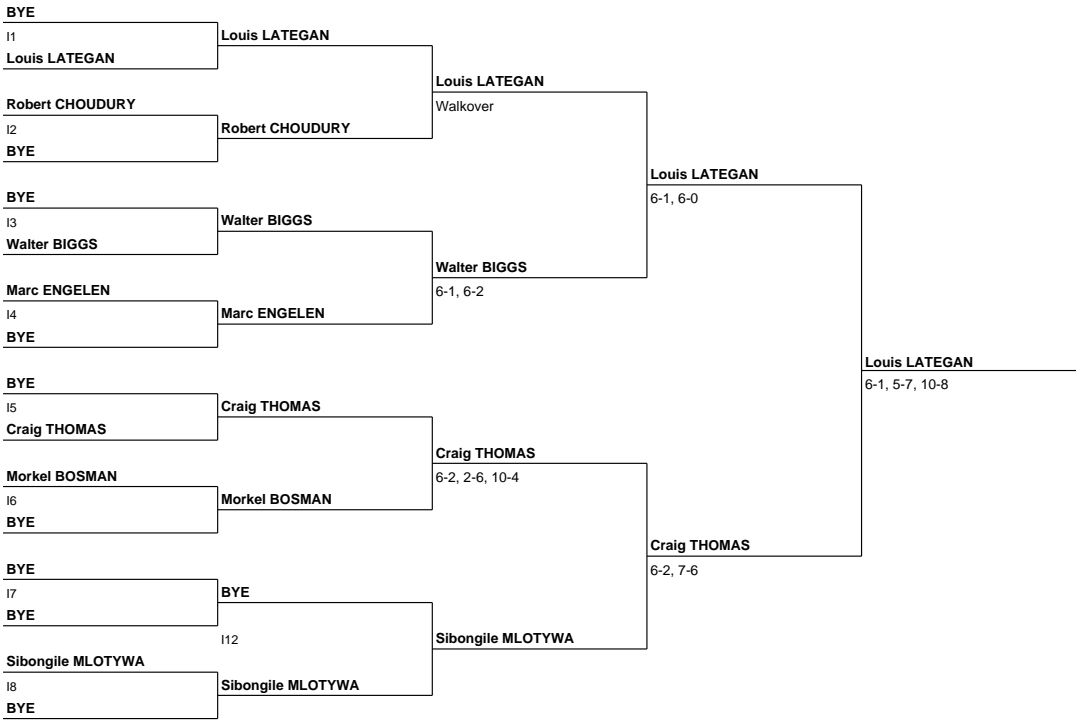 BYE
I1
Louis LATEGAN
Robert CHOUDURY
I2
BYE
BYE
I3
Walter BIGGS
Marc ENGELEN
I4
BYE
BYE
I5
Craig THOMAS
Morkel BOSMAN
I6
BYE
BYE
I7
BYE
Sibongile MLOTYWA
I8
BYE
Louis LATEGAN
Robert CHOUDURY
Walter BIGGS
Marc ENGELEN
Craig THOMAS
Morkel BOSMAN
BYE
I12
Sibongile MLOTYWA
Louis LATEGAN
Walkover
Walter BIGGS
6-1, 6-2
Craig THOMAS
6-2, 2-6, 10-4
Sibongile MLOTYWA
Louis LATEGAN
6-1, 6-0
Craig THOMAS
6-2, 7-6
Louis LATEGAN
6-1, 5-7, 10-8